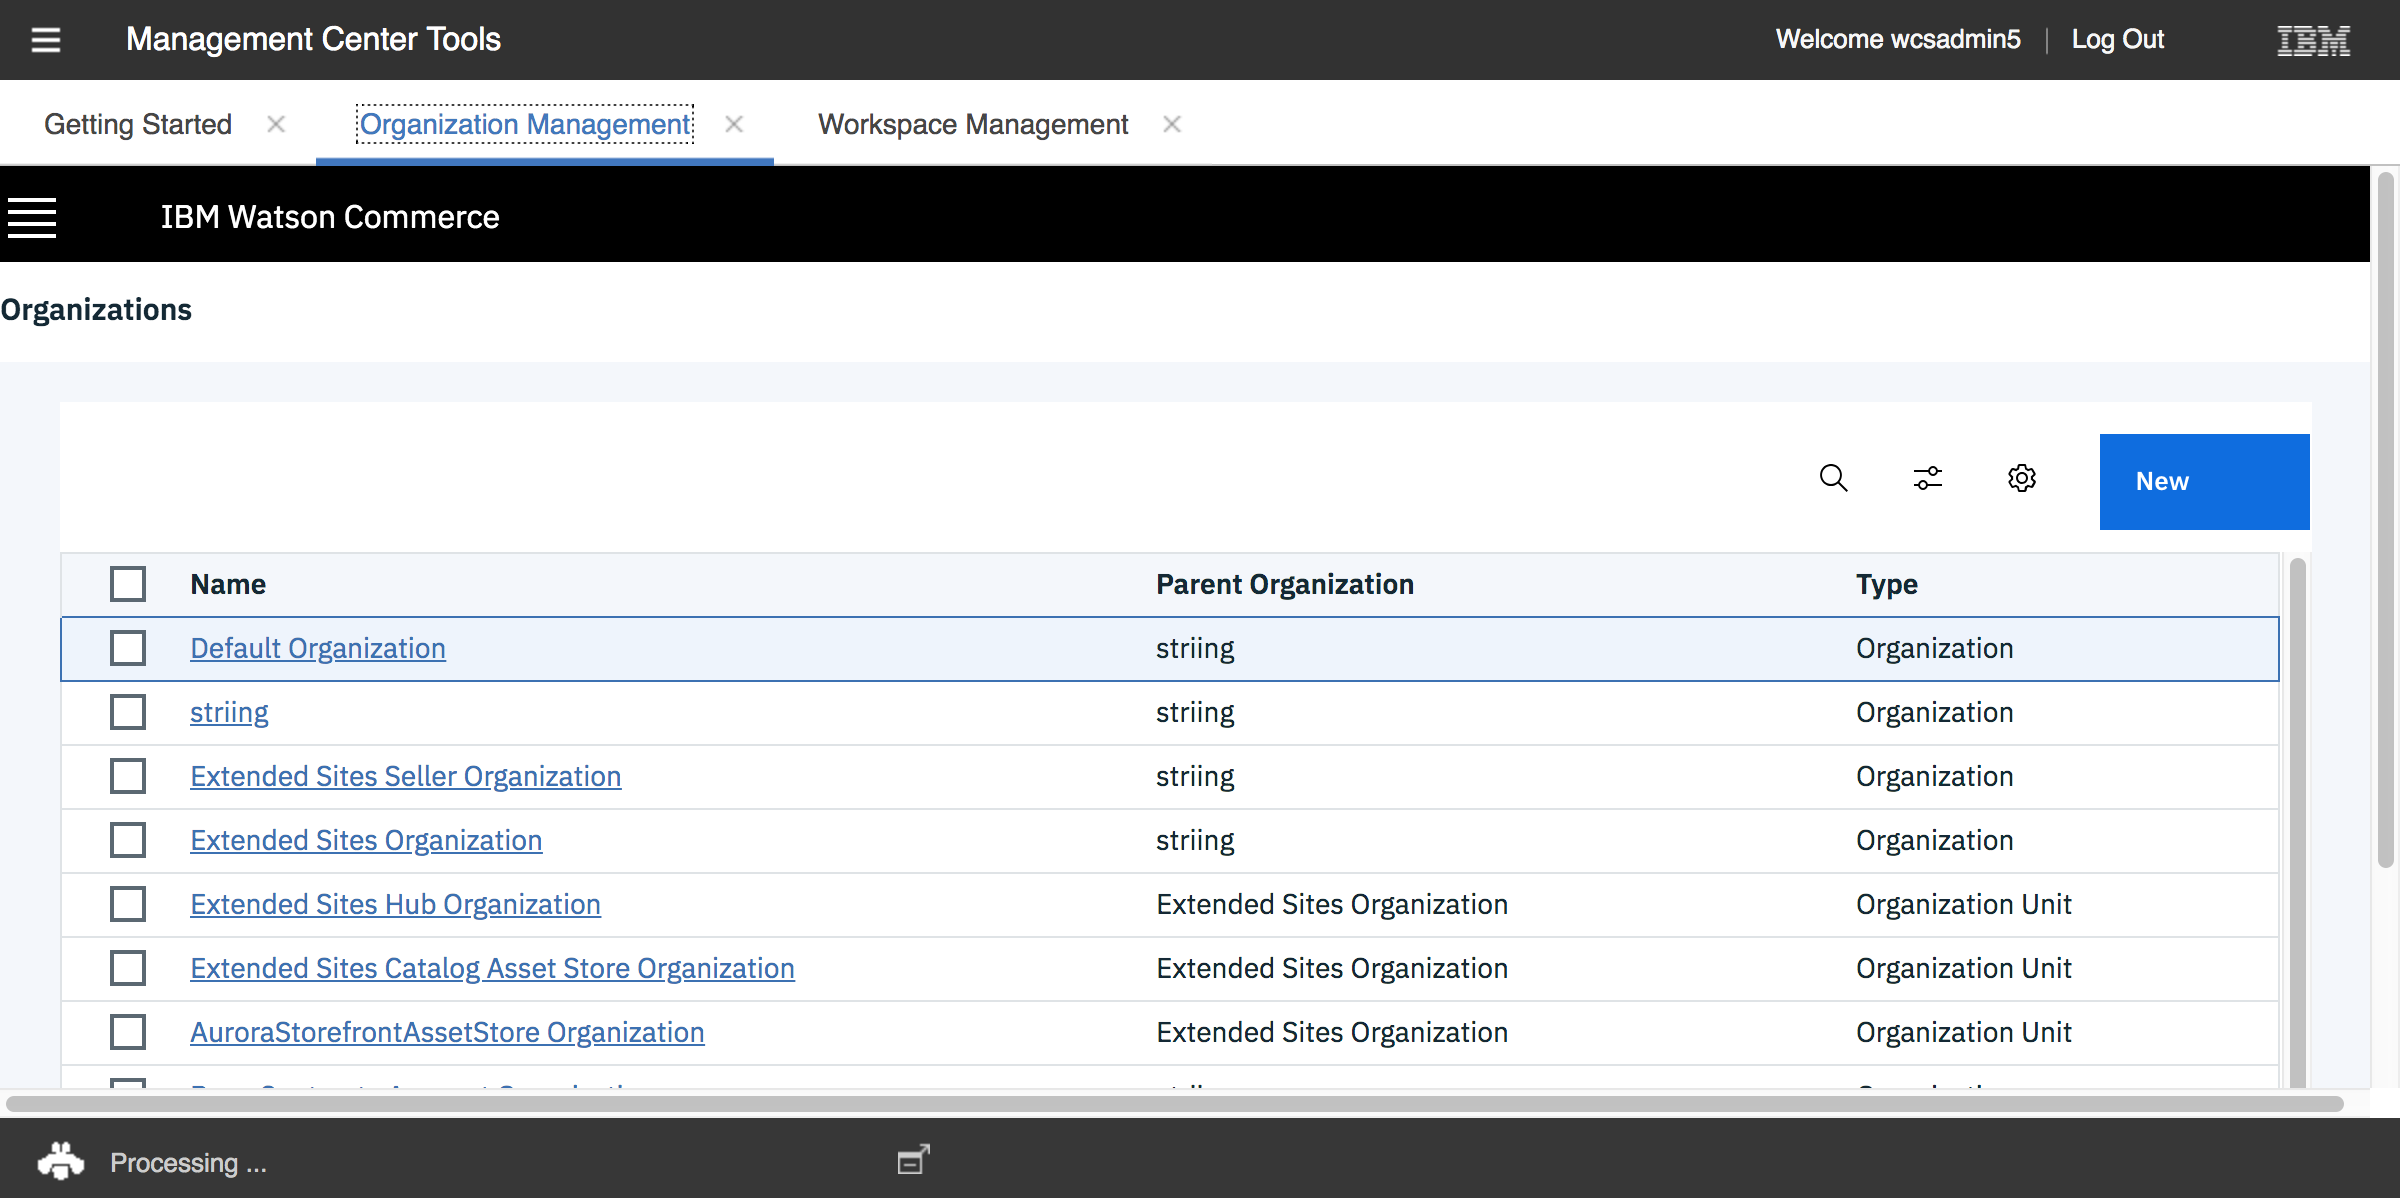 Management Center Tools Welcome wcsadmin5 Log Out IBM
Getting Started Organization Management Workspace Management
IBM Watson Commerce
Organizations
New
Name Parent Organization Type
Default Organization striing Organization
striing striing Organization
Extended Sites Seller Organization striing Organization
Extended Sites Organization striing Organization
Extended Sites Hub Organization Extended Sites Organization Organization Unit
Extended Sites Catalog Asset Store Organization Extended Sites Organization Organization Unit
AuroraStorefrontAssetStore Organization Extended Sites Organization Organization Unit
Processing ...